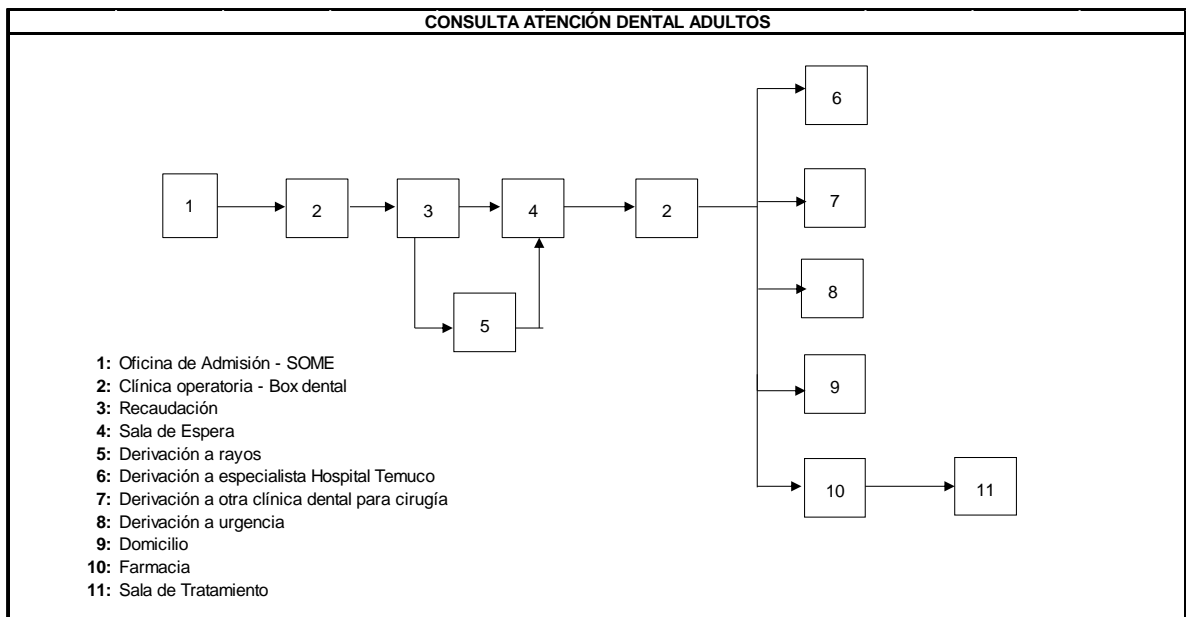 CONSULTA ATENCIÓN DENTAL ADULTOS
6
1
2
3
4
2
7
8
5
9
10
11
1: Oficina de Admisión - SOME
2: Clínica operatoria - Box dental
3: Recaudación
4: Sala de Espera
5: Derivación a rayos
6: Derivación a especialista Hospital Temuco
7: Derivación a otra clínica dental para cirugía
8: Derivación a urgencia
9: Domicilio
10: Farmacia
11: Sala de Tratamiento